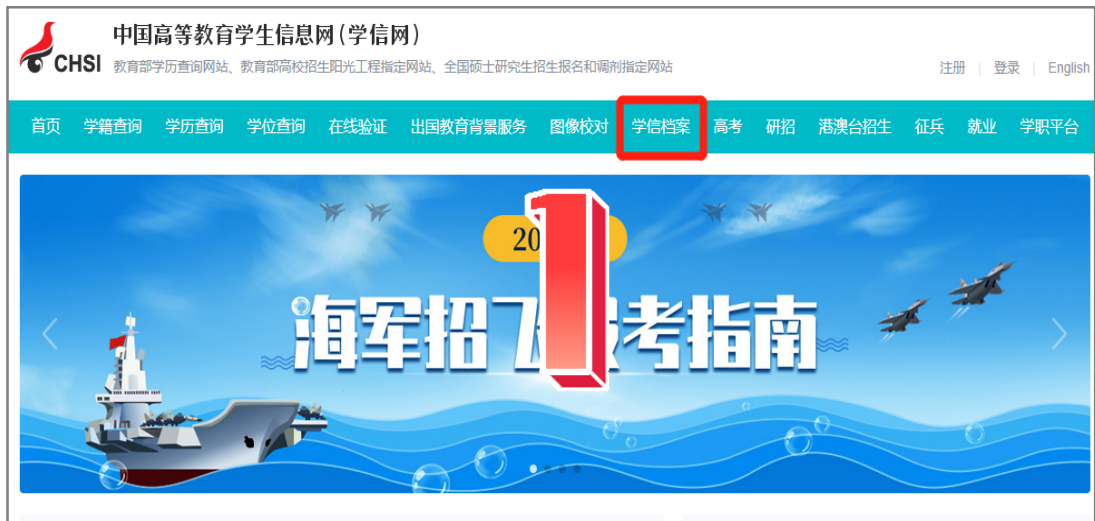 中国高等教育学生信息网(学信网)
CHSI 教育部学历查询网站、教育部高校招生阳光工程指定网站、全国硕士研究生招生报名和调剂指定网站
注册 | 登录 | English
首页 学籍查询 学历查询 学位查询 在线验证 出国教育背景服务 图像校对 学信档案 高考 研招 港澳台招生 征兵 就业 学职平台
20
1
海军招飞报考指南